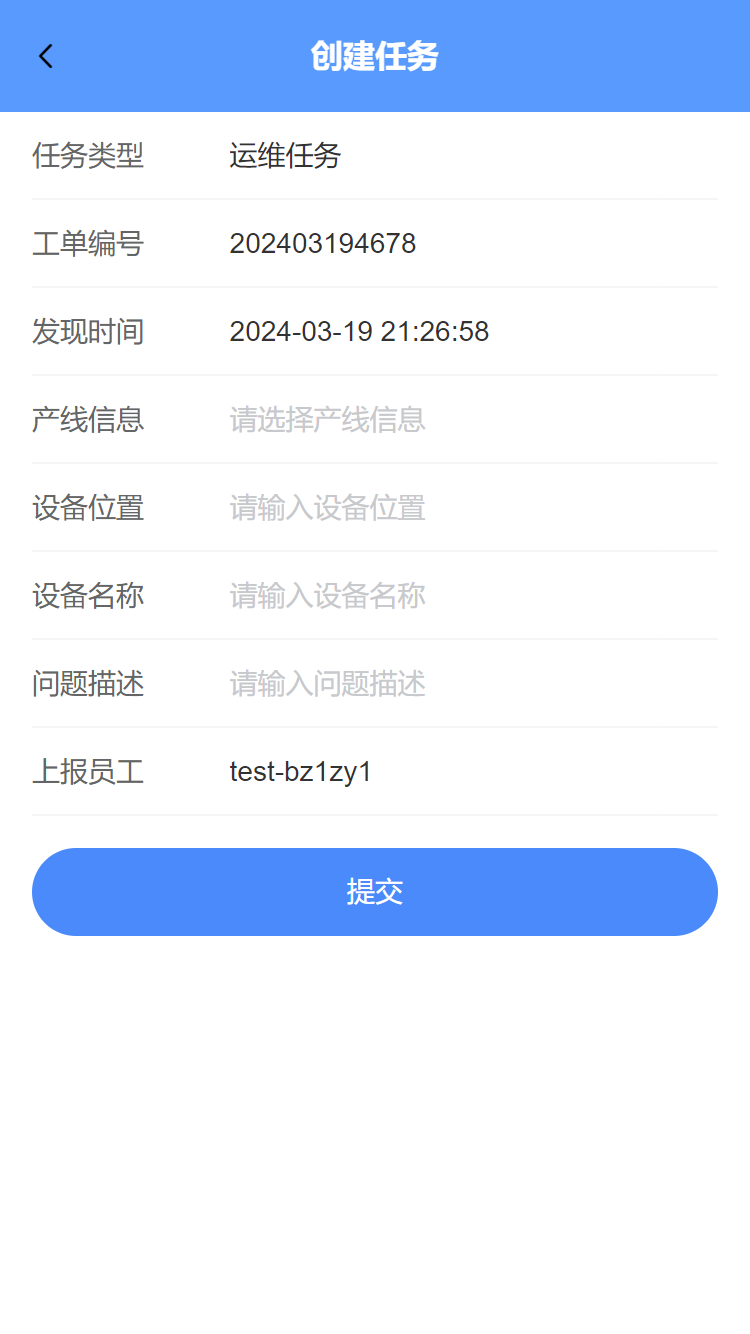 创建任务
任务类型 运维任务
工单编号 202403194678
发现时间 2024-03-19 21:26:58
产线信息 请选择产线信息
设备位置 请输入设备位置
设备名称 请输入设备名称
问题描述 请输入问题描述
上报员工 test-bz1zy1
提交